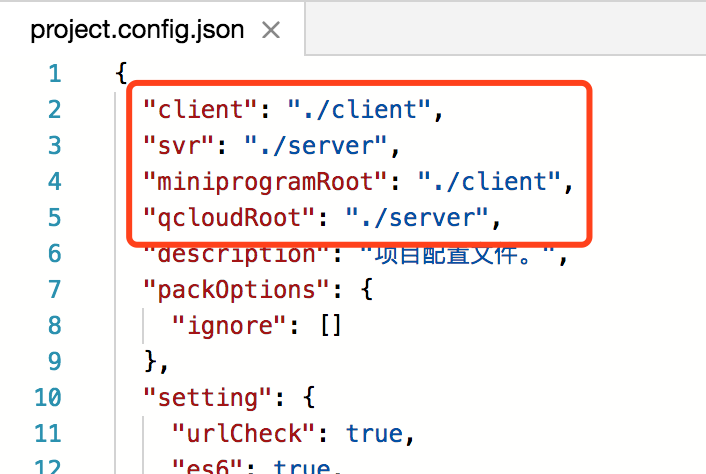 project.config.json ×
1 {
2 "client": "./client",
3 "svr": "./server",
4 "miniprogramRoot": "./client",
5 "qcloudRoot": "./server",
6 "description": "项目配置文件。",
7 "packOptions": {
8 "ignore": []
9 },
10 "setting": {
11 "urlCheck": true,
12 "es6": true,